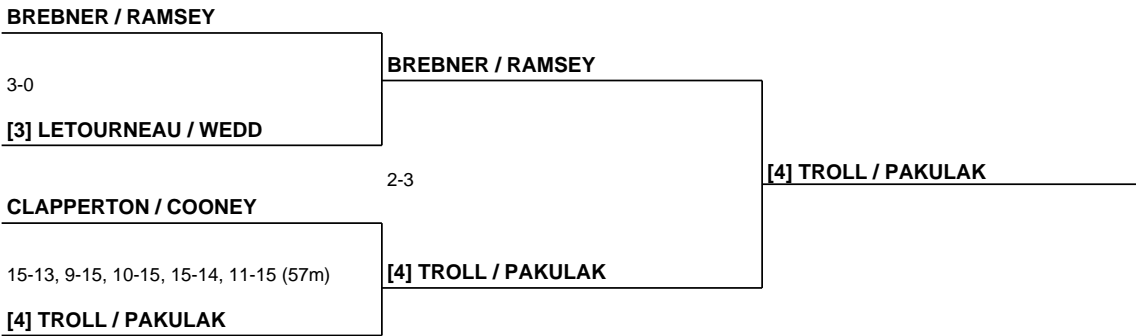 BREBNER / RAMSEY
3-0
[3] LETOURNEAU / WEDD
BREBNER / RAMSEY
CLAPPERTON / COONEY
15-13, 9-15, 10-15, 15-14, 11-15 (57m)
[4] TROLL / PAKULAK
2-3
[4] TROLL / PAKULAK
[4] TROLL / PAKULAK